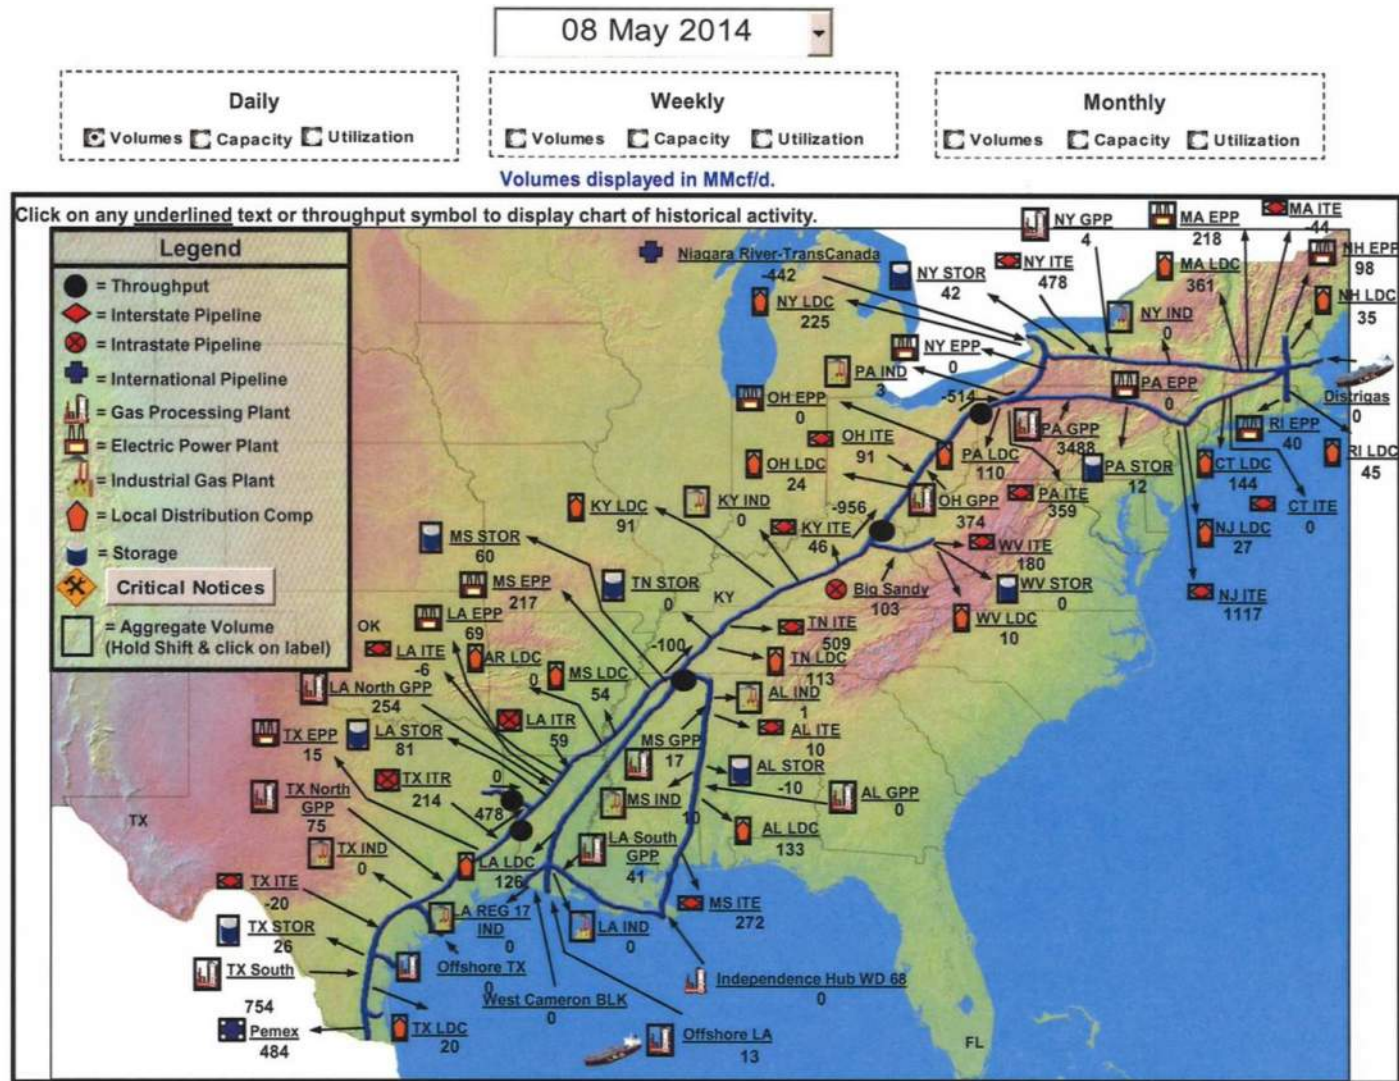 08 May 2014
Daily
Volumes Capacity Utilization
Weekly
Volumes Capacity Utilization
Monthly
Volumes Capacity Utilization
Volumes displayed in MMcf/d.
Click on any underlined text or throughput symbol to display chart of historical activity.
Legend
= Throughput
= Interstate Pipeline
= Intrastate Pipeline
= International Pipeline
= Gas Processing Plant
= Electric Power Plant
= Industrial Gas Plant
= Local Distribution Comp
= Storage
Critical Notices
= Aggregate Volume
(Hold Shift & click on label)
NY GPP
4
MA EPP
218
MA ITE
-44
Niagara River-TransCanada
-442
NY STOR
42
NY ITE
478
MA LDC
361
NH EPP
98
NY LDC
225
NY IND
0
NH LDC
35
NY EPP
0
PA IND
3
PA EPP
0
Distrigas
0
OH EPP
0
-514
PA GPP
3488
RI EPP
40
RI LDC
45
OH ITE
91
PA LDC
110
PA STOR
12
CT LDC
144
OH LDC
24
OH GPP
374
PA ITE
359
CT ITE
0
KY LDC
91
KY IND
0
-956
KY ITE
46
NJ LDC
27
MS STOR
60
WV ITE
180
MS EPP
217
TN STOR
0
KY
Big Sandy
103
WV STOR
0
NJ ITE
1117
LA EPP
69
WV LDC
10
OK
TN ITE
509
LA ITE
-6
AR LDC
0
MS LDC
54
-100
TN LDC
113
LA North GPP
254
AL IND
1
LA ITR
59
AL ITE
10
TX EPP
15
LA STOR
81
MS GPP
17
AL STOR
-10
TX ITR
214
0
478
TX North
GPP
75
MS IND
10
AL GPP
0
TX
TX IND
0
LA LDC
126
LA South
GPP
41
AL LDC
133
TX ITE
-20
LA REG 17
IND
0
LA IND
0
MS ITE
272
TX STOR
26
TX South
754
Offshore TX
0
West Cameron BLK
0
Independence Hub WD 68
0
Pemex
484
TX LDC
20
Offshore LA
13
FL